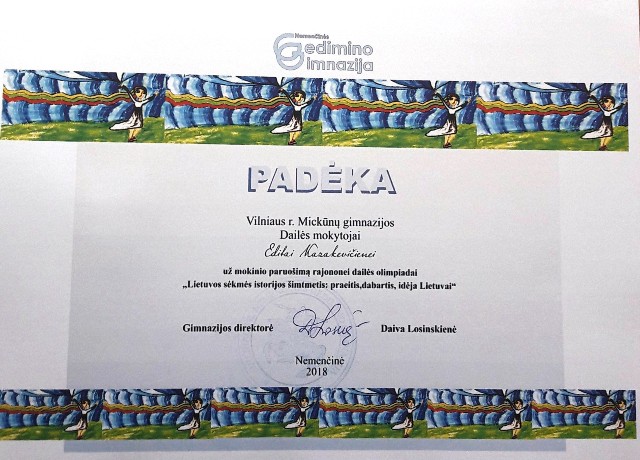 Nemenčinės
Gedimino
Gimnazija
PADĖKA
Vilniaus r. Mickūnų gimnazijos
Dailės mokytojai
Editai Mazakevičienei
už mokinio paruošimą rajononei dailės olimpiadai
„Lietuvos sėkmės istorijos šimtmetis: praeitis,dabartis, idėja Lietuvai“
Gimnazijos direktorė Daiva Losinskienė
Nemenčinė
2018